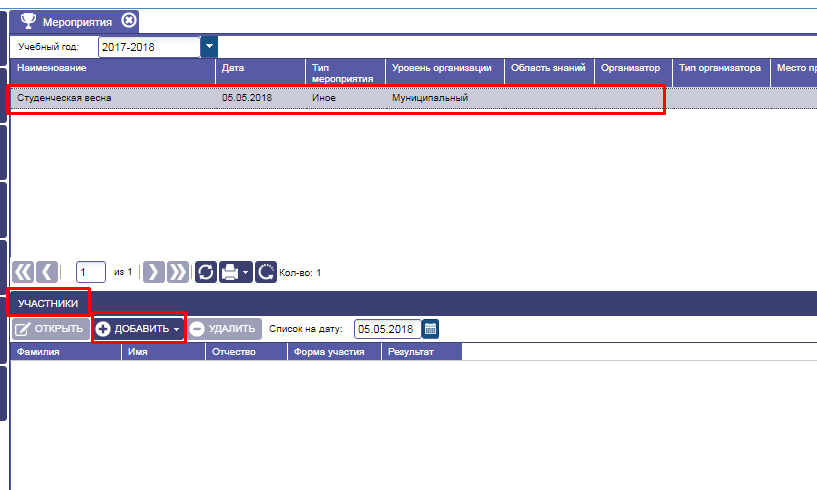 Мероприятия
Учебный год: 2017-2018
Наименование Дата Тип мероприятия Уровень организации Область знаний Организатор Тип организатора Место пр
Студенческая весна 05.05.2018 Иное Муниципальный
1 из 1 Кол-во: 1
УЧАСТНИКИ
ОТКРЫТЬ ДОБАВИТЬ УДАЛИТЬ Список на дату: 05.05.2018
Фамилия Имя Отчество Форма участия Результат